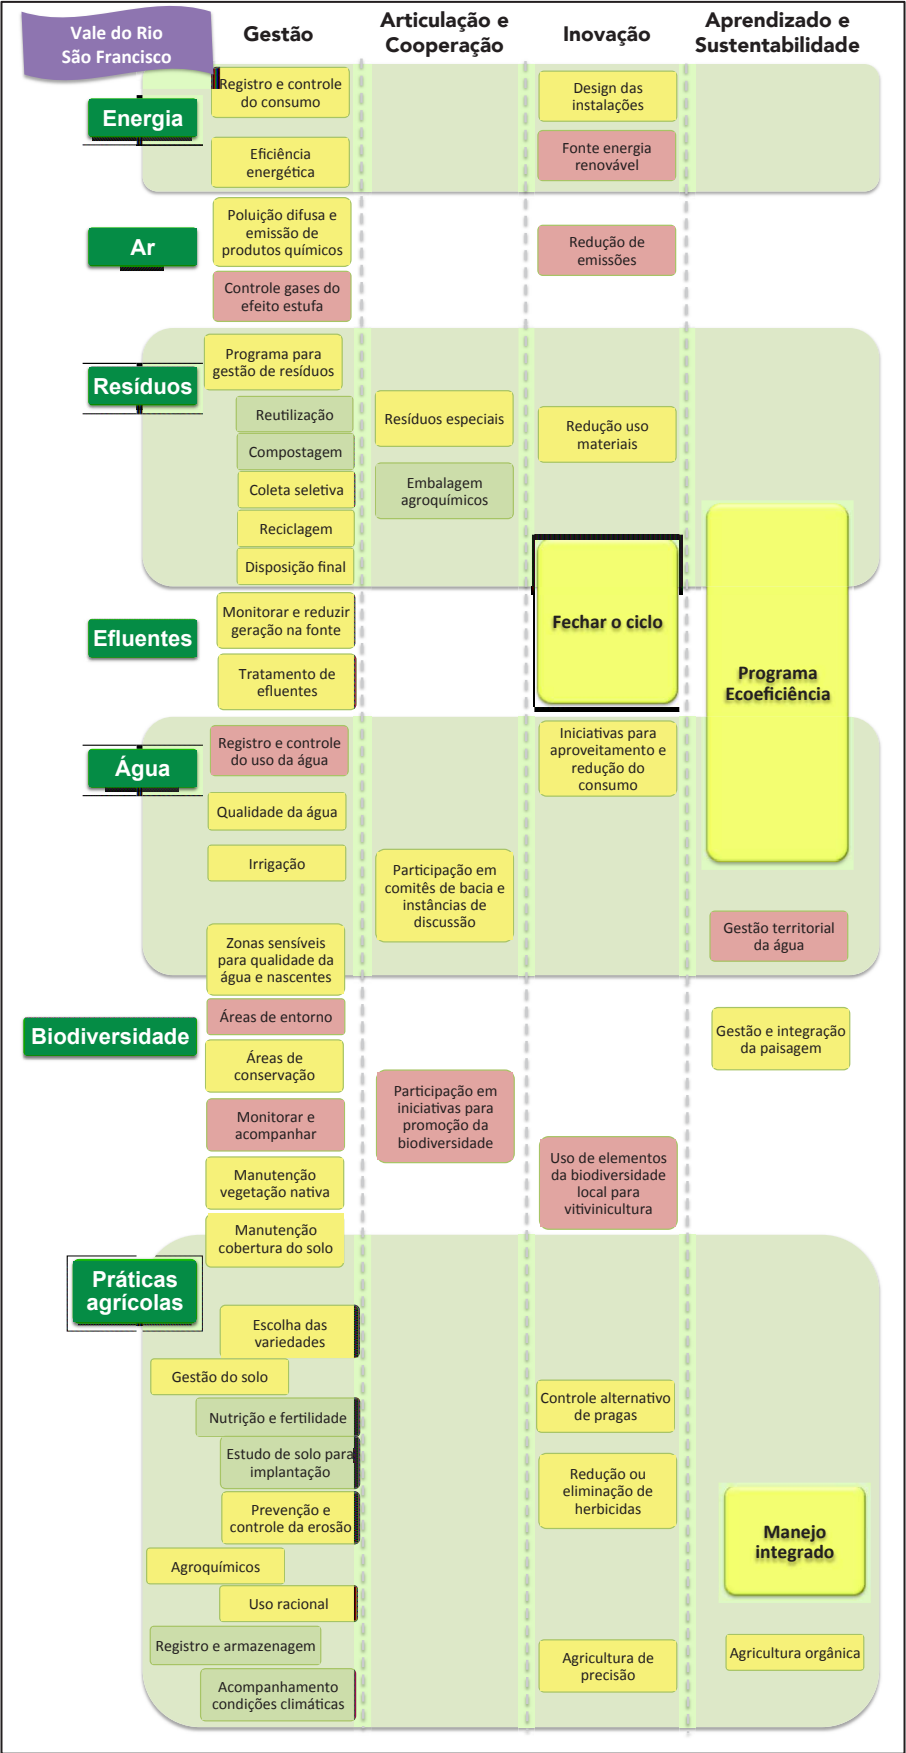 Vale do Rio
São Francisco
Gestão
Articulação e
Cooperação
Inovação
Aprendizado e
Sustentabilidade
Energia
Registro e controle
do consumo
Eficiência
energética
Design das
instalações
Fonte energia
renovável
Ar
Poluição difusa e
emissão de
produtos químicos
Controle gases do
efeito estufa
Redução de
emissões
Resíduos
Programa para
gestão de resíduos
Reutilização
Compostagem
Coleta seletiva
Reciclagem
Disposição final
Resíduos especiais
Embalagem
agroquímicos
Redução uso
materiais
Fechar o ciclo
Programa
Ecoeficiência
Efluentes
Monitorar e reduzir
geração na fonte
Tratamento de
efluentes
Água
Registro e controle
do uso da água
Qualidade da água
Irrigação
Zonas sensíveis
para qualidade da
água e nascentes
Participação em
comitês de bacia e
instâncias de
discussão
Iniciativas para
aproveitamento e
redução do
consumo
Gestão territorial
da água
Biodiversidade
Áreas de entorno
Áreas de
conservação
Monitorar e
acompanhar
Manutenção
vegetação nativa
Manutenção
cobertura do solo
Participação em
iniciativas para
promoção da
biodiversidade
Uso de elementos
da biodiversidade
local para
vitivinicultura
Gestão e integração
da paisagem
Práticas
agrícolas
Escolha das
variedades
Gestão do solo
Nutrição e fertilidade
Estudo de solo para
implantação
Prevenção e
controle da erosão
Agroquímicos
Uso racional
Registro e armazenagem
Acompanhamento
condições climáticas
Controle alternativo
de pragas
Redução ou
eliminação de
herbicidas
Agricultura de
precisão
Manejo
integrado
Agricultura orgânica